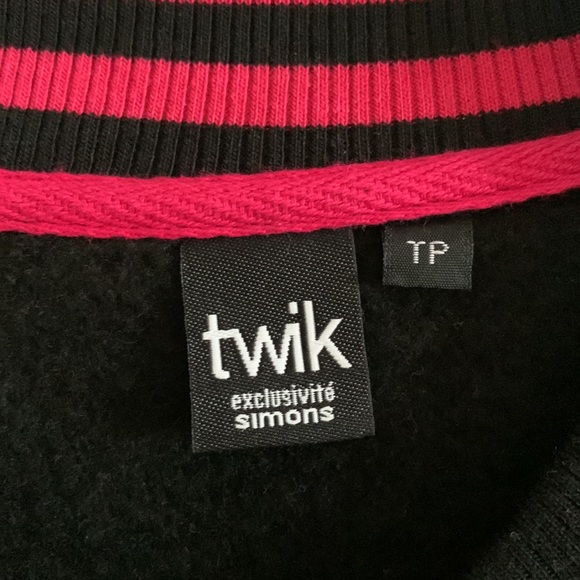 twik
exclusivité
simons
TP